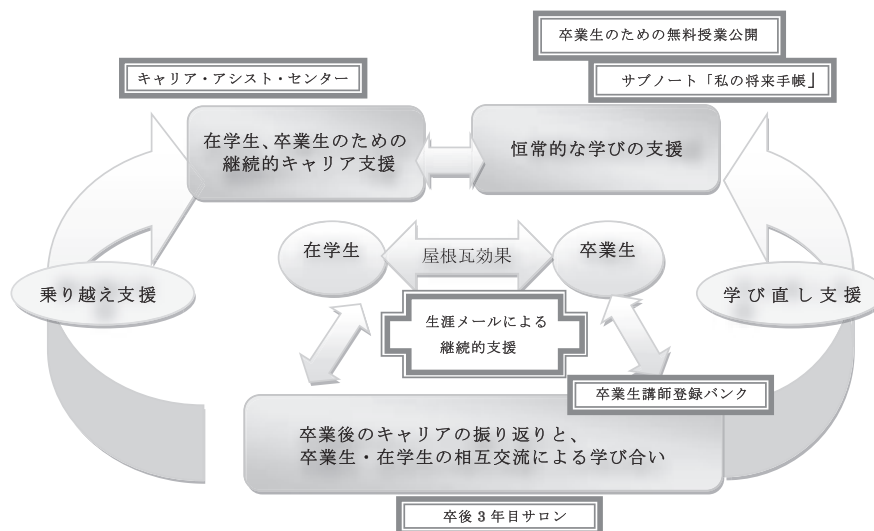 卒業生のための無料授業公開
キャリア・アシスト・センター
サブノート「私の将来手帳」
在学生、卒業生のための
継続的キャリア支援
恒常的な学びの支援
在学生
屋根瓦効果
卒業生
乗り越え支援
学び直し支援
生涯メールによる
継続的支援
卒業生講師登録バンク
卒業後のキャリアの振り返りと、
卒業生・在学生の相互交流による学び合い
卒後3年目サロン